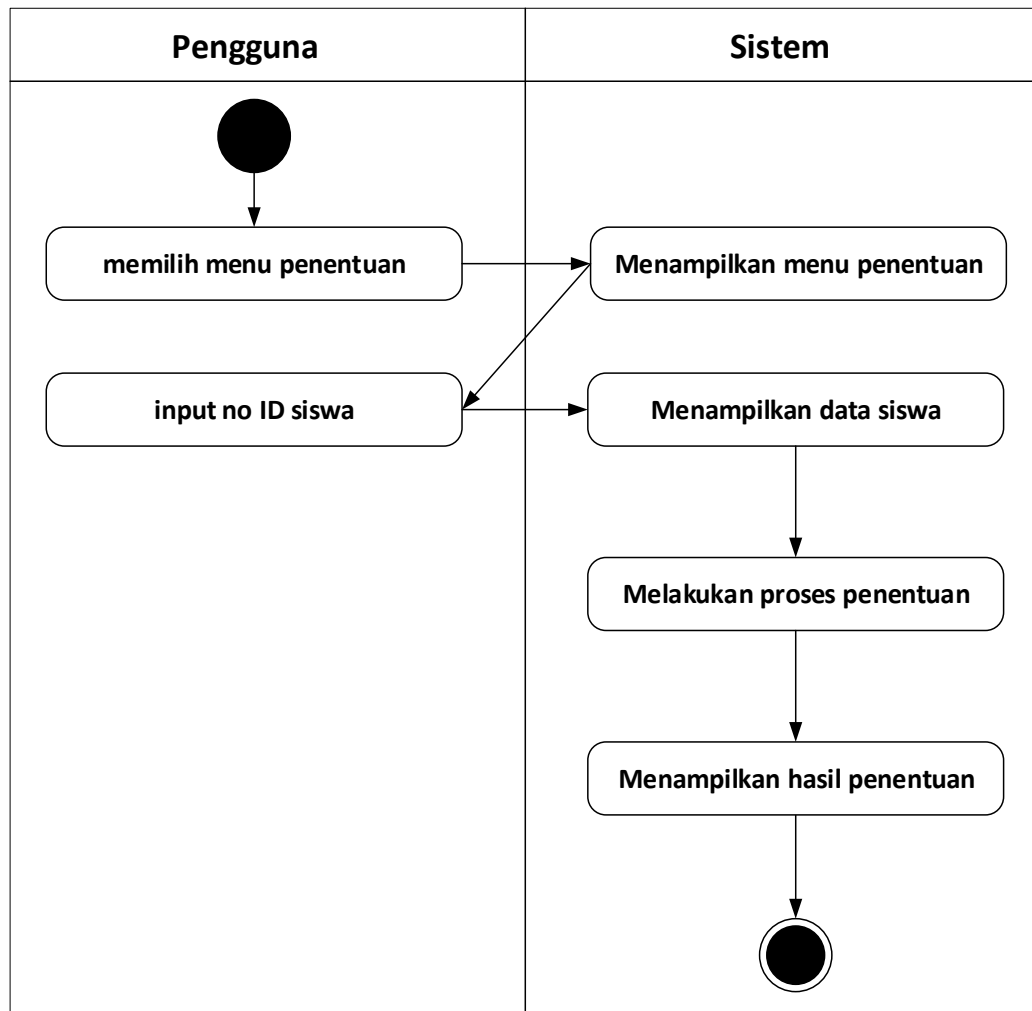 Pengguna
Sistem
memilih menu penentuan
Menampilkan menu penentuan
input no ID siswa
Menampilkan data siswa
Melakukan proses penentuan
Menampilkan hasil penentuan